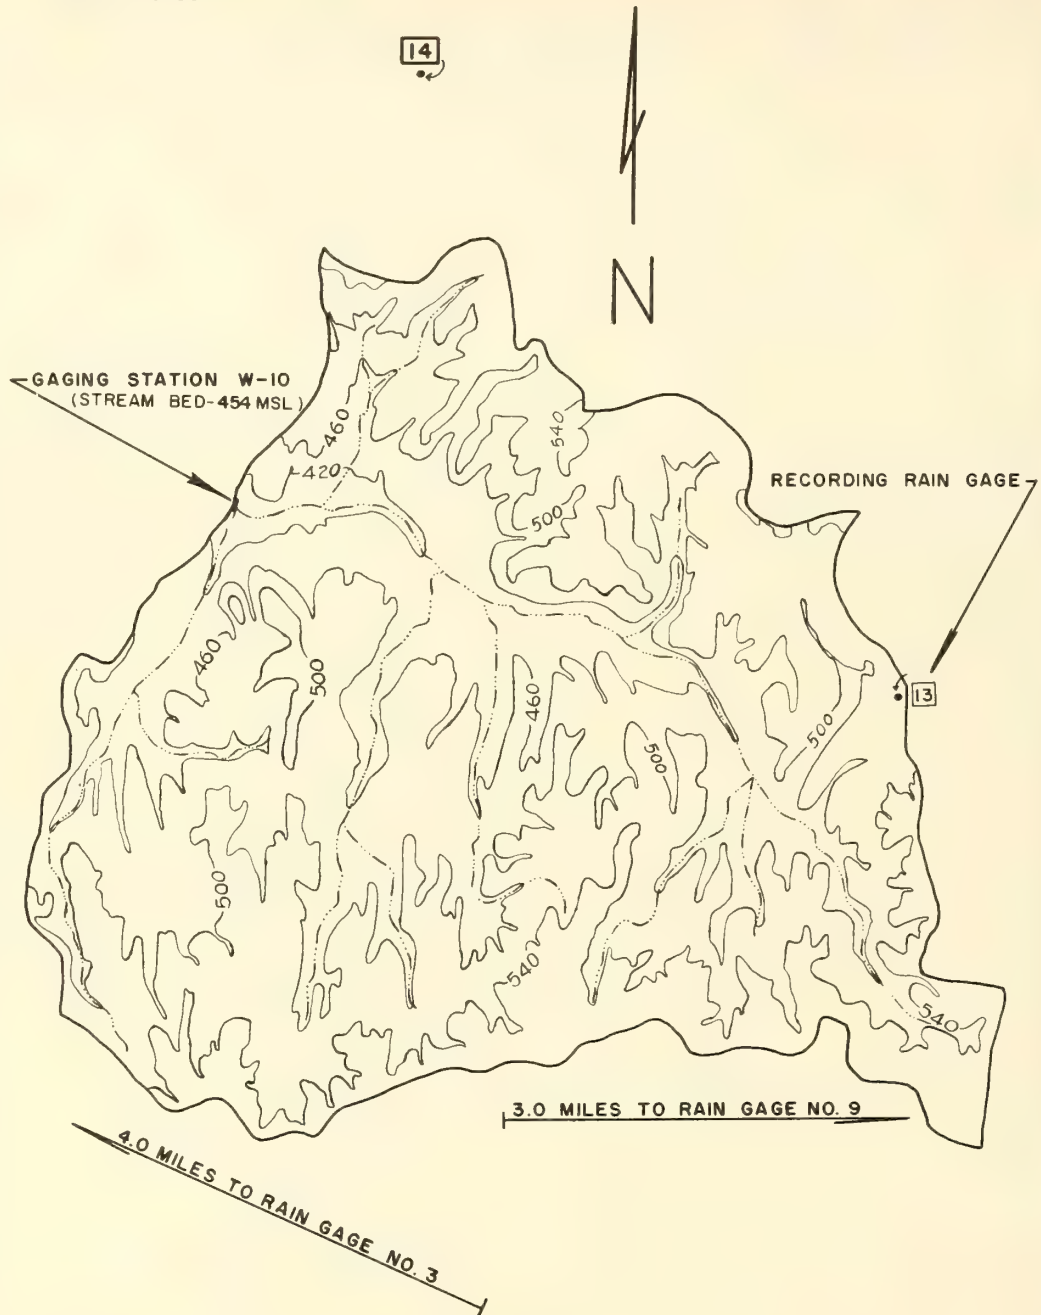 14
N
GAGING STATION W-10
(STREAM BED-454 MSL)
460
540
420
RECORDING RAIN GAGE
500
460
500
460
13
500
500
500
540
540
3.0 MILES TO RAIN GAGE NO. 9
4.0 MILES TO RAIN GAGE NO. 3